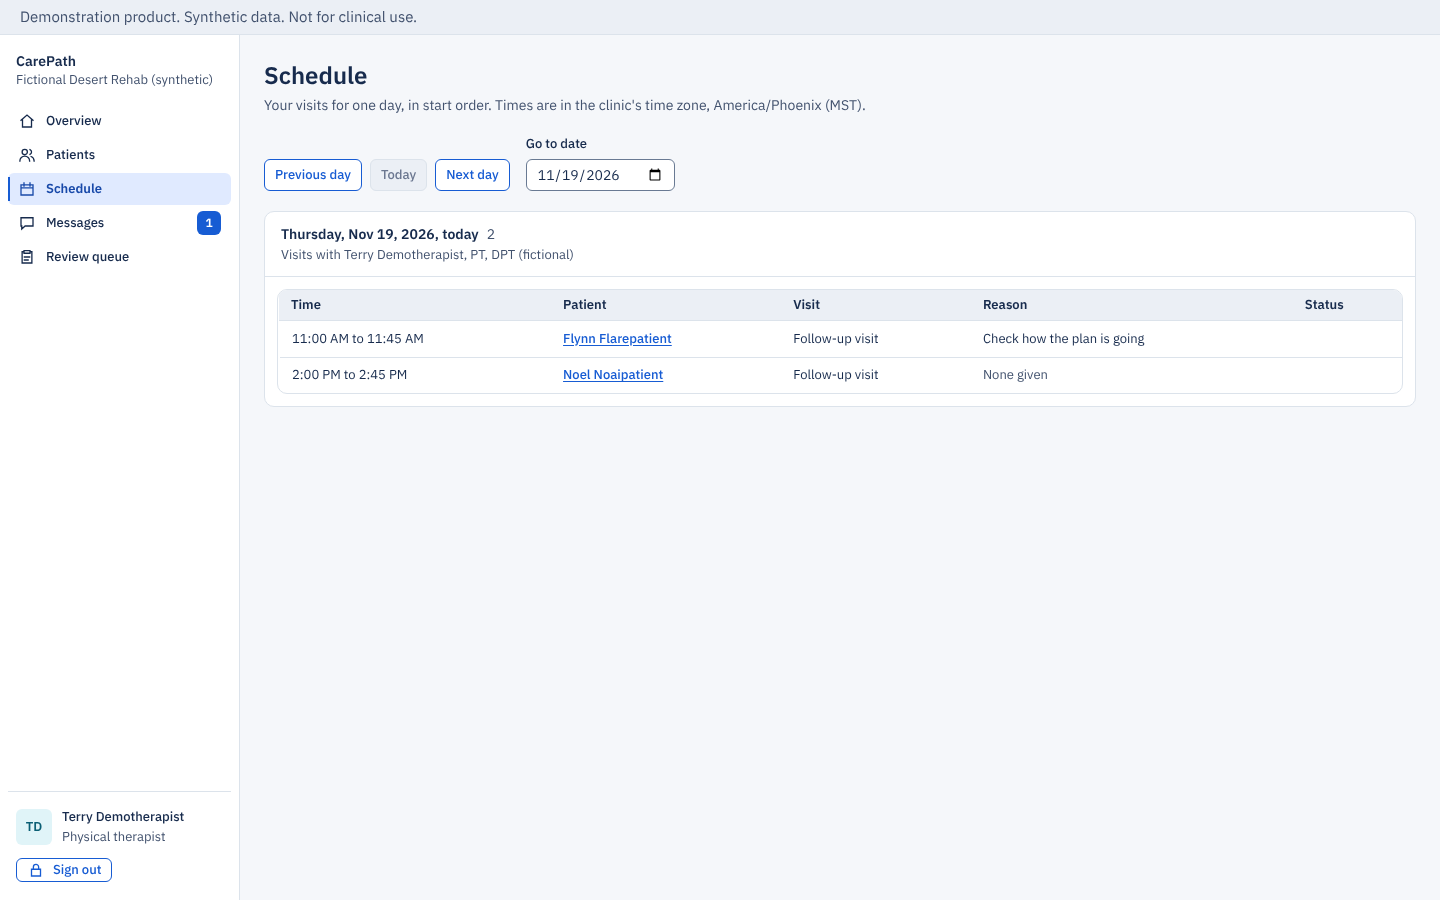 Demonstration product. Synthetic data. Not for clinical use.
CarePath
Fictional Desert Rehab (synthetic)
Overview
Patients
Schedule
Messages 1
Review queue
Terry Demotherapist
TD
Physical therapist
Sign out
Schedule
Your visits for one day, in start order. Times are in the clinic's time zone, America/Phoenix (MST).
Go to date
Previous day Today Next day 11/19/2026
Thursday, Nov 19, 2026, today 2
Visits with Terry Demotherapist, PT, DPT (fictional)
Time Patient Visit Reason Status
11:00 AM to 11:45 AM Flynn Flarepatient Follow-up visit Check how the plan is going
2:00 PM to 2:45 PM Noel Noaipatient Follow-up visit None given